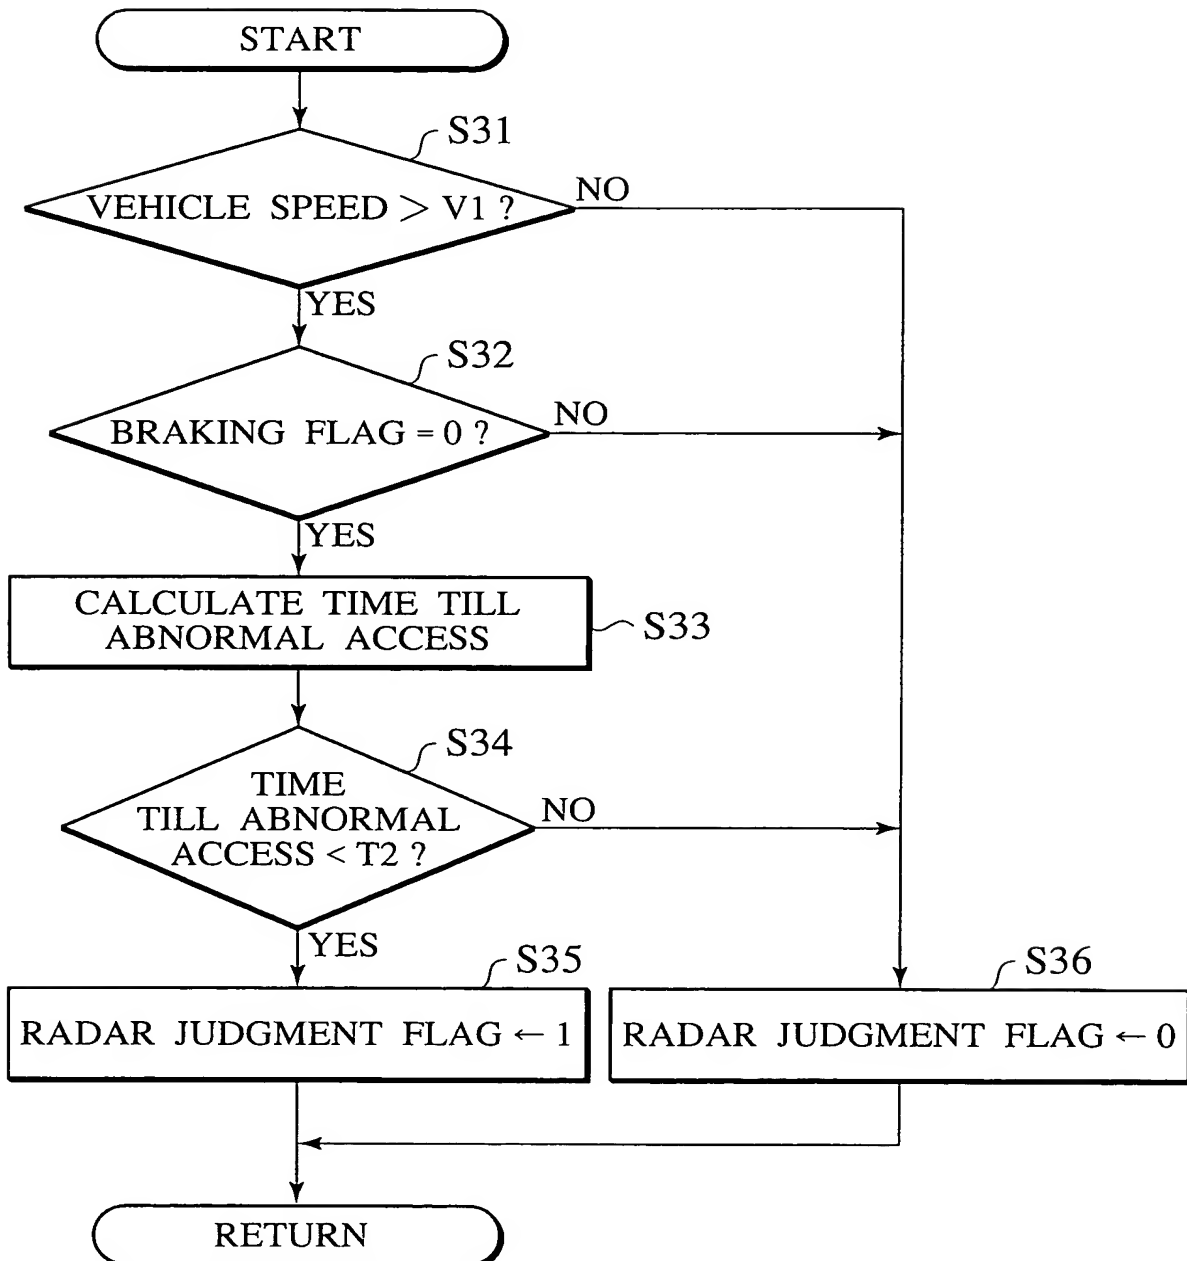 START
S31
VEHICLE SPEED > V1 ?
NO
YES
S32
BRAKING FLAG = 0 ?
NO
YES
CALCULATE TIME TILL
ABNORMAL ACCESS
S33
S34
TIME
TILL ABNORMAL
ACCESS < T2 ?
NO
YES
S35
S36
RADAR JUDGMENT FLAG ← 1
RADAR JUDGMENT FLAG ← 0
RETURN